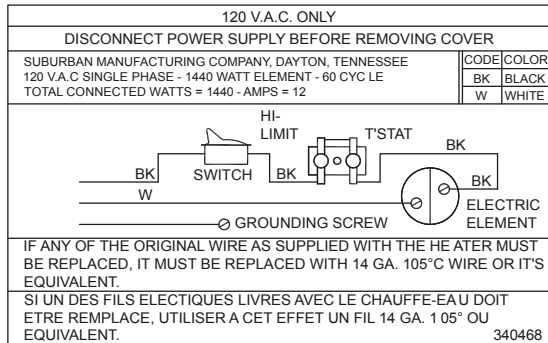 120 V.A.C. ONLY
DISCONNECT POWER SUPPLY BEFORE REMOVING COVER
SUBURBAN MANUFACTURING COMPANY, DAYTON, TENNESSEE
120 V.A.C SINGLE PHASE - 1440 WATT ELEMENT - 60 CYC LE
TOTAL CONNECTED WATTS = 1440 - AMPS = 12
CODE COLOR
BK BLACK
W WHITE
HI-
LIMIT T'STAT
BK
BK SWITCH BK
BK
W
ELECTRIC
ELEMENT
GROUNDING SCREW
IF ANY OF THE ORIGINAL WIRE AS SUPPLIED WITH THE HE ATER MUST
BE REPLACED, IT MUST BE REPLACED WITH 14 GA. 105°C WIRE OR IT'S
EQUIVALENT.
SI UN DES FILS ELECTIQUES LIVRES AVEC LE CHAUFFE-EA U DOIT
ETRE REMPLACE, UTILISER A CET EFFET UN FIL 14 GA. 1 05° OU
EQUIVALENT. 340468